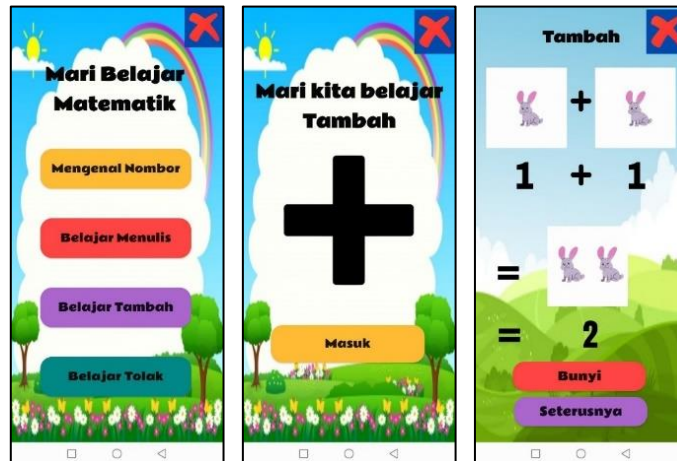 Mari Belajar
Matematik
Mengenal Nombor
Belajar Menulis
Belajar Tambah
Belajar Tolak
Mari kita belajar
Tambah
Masuk
Tambah
+
1 + 1
=
= 2
Bunyi
Seterusnya